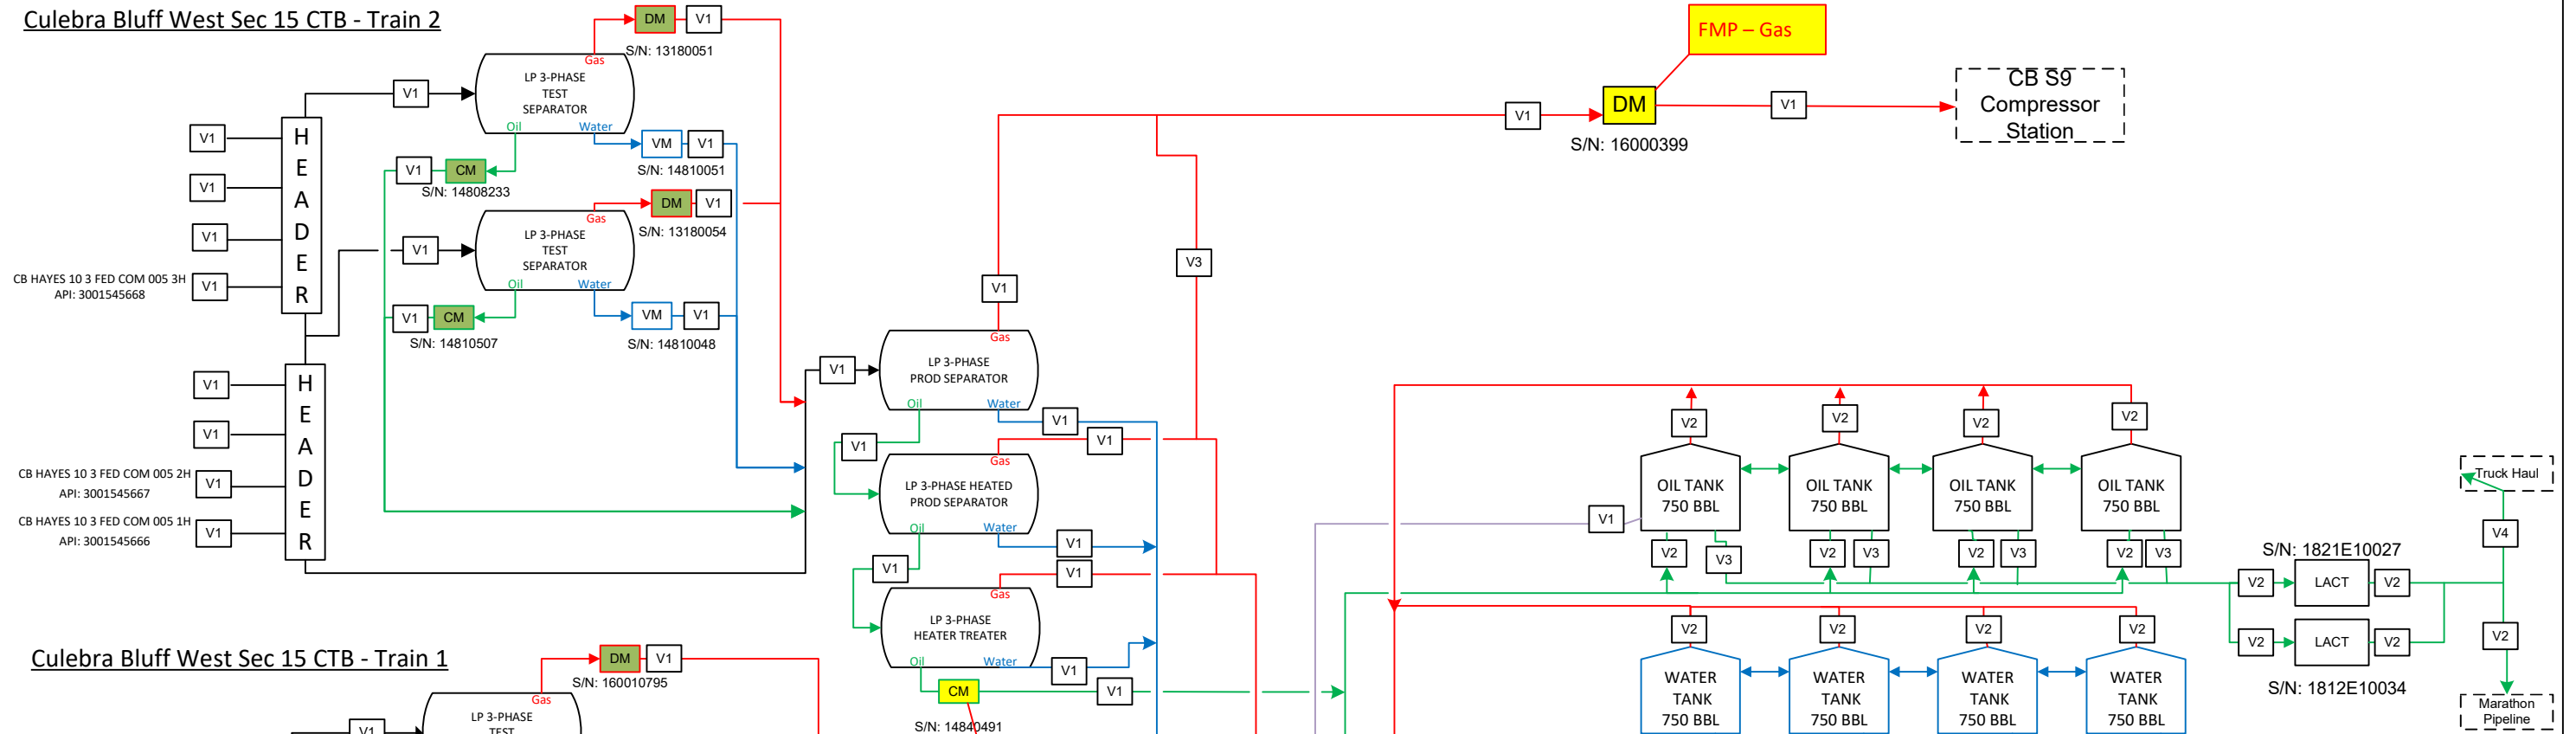 Culebra Bluff West Sec 15 CTB - Train 2
DM
V1
S/N: 13180051
Gas
LP 3-PHASE
TEST
SEPARATOR
Oil
Water
V1
VM
V1
S/N: 14810051
V1
CM
S/N: 14808233
DM
V1
S/N: 13180054
Gas
LP 3-PHASE
TEST
SEPARATOR
Oil
Water
V1
VM
V1
S/N: 14810048
V1
CM
S/N: 14810507
V1
V1
V1
CB HAYES 10 3 FED COM 005 3H
API: 3001545668
V1
HEADER
V1
V1
CB HAYES 10 3 FED COM 005 2H
API: 3001545667
V1
CB HAYES 10 3 FED COM 005 1H
API: 3001545666
V1
HEADER
FMP – Gas
V1
DM
S/N: 16000399
V1
CB S9
Compressor
Station
V3
V1
V1
Gas
LP 3-PHASE
PROD SEPARATOR
Oil
Water
V1
V1
V1
Gas
LP 3-PHASE HEATED
PROD SEPARATOR
Oil
Water
V1
V1
V1
Gas
LP 3-PHASE
HEATER TREATER
Oil
Water
V1
CM
V1
S/N: 14840491
V2
V2
V2
V2
OIL TANK
750 BBL
OIL TANK
750 BBL
OIL TANK
750 BBL
OIL TANK
750 BBL
V1
V2
V3
V2
V3
V2
V3
V2
V3
V2
V2
V2
V2
WATER
TANK
750 BBL
WATER
TANK
750 BBL
WATER
TANK
750 BBL
WATER
TANK
750 BBL
S/N: 1821E10027
V2
LACT
V2
V2
LACT
V2
S/N: 1812E10034
Truck Haul
V4
V2
Marathon
Pipeline
Culebra Bluff West Sec 15 CTB - Train 1
DM
V1
S/N: 160010795
Gas
LP 3-PHASE
TEST
V1